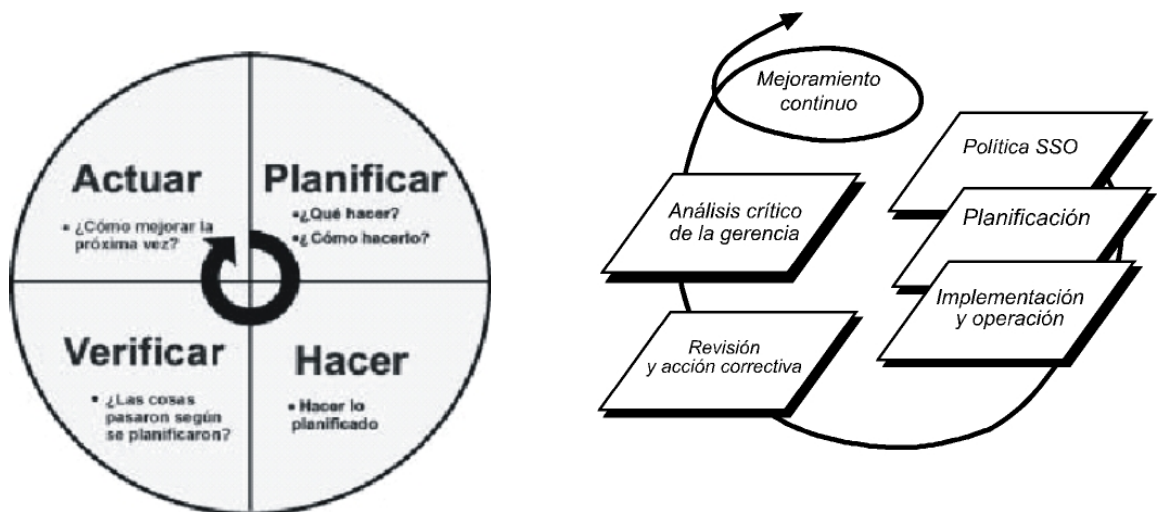 Actuar
• ¿Cómo mejorar la
próxima vez?
Planificar
•¿Qué hacer?
•¿Cómo hacerlo?
Verificar
• ¿Las cosas
pasaron según
se planificaron?
Hacer
• Hacer lo
planificado
Mejoramiento
continuo
Política SSO
Planificación
Implementación
y operación
Análisis crítico
de la gerencia
Revisión
y acción correctiva